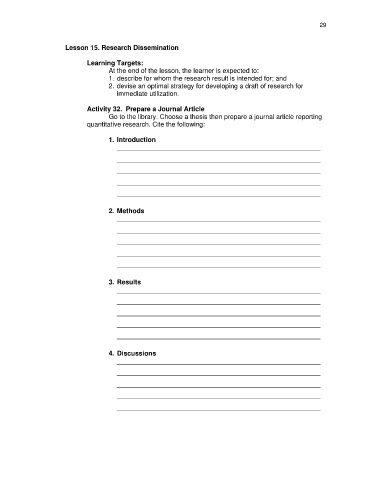 29
Lesson 15. Research Dissemination
Learning Targets:
At the end of the lesson, the learner is expected to:
1. describe for whom the research result is intended for; and
2. devise an optimal strategy for developing a draft of research for
immediate utilization.
Activity 32. Prepare a Journal Article
Go to the library. Choose a thesis then prepare a journal article reporting
quantitative research. Cite the following:
1. Introduction
2. Methods
3. Results
4. Discussions